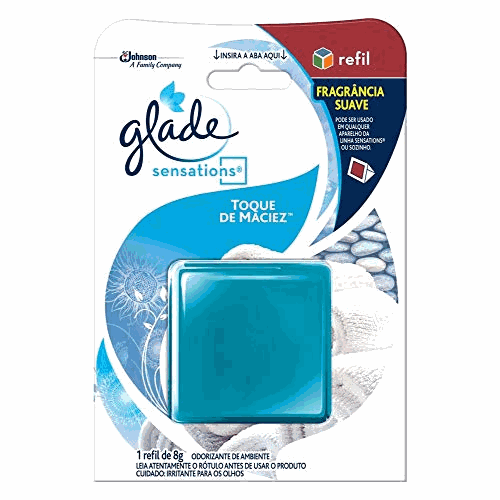 Johnson
A Family Company
↓INSIRA A ABA AQUI↓
refil
FRAGRÂNCIA
SUAVE
PODE SER USADO
EM QUALQUER
APARELHO DA
LINHA SENSATIONS®
OU SOZINHO.
glade
sensations®
TOQUE
DE MACIEZ™
1 refil de 8g ODORIZANTE DE AMBIENTE
LEIA ATENTAMENTE O RÓTULO ANTES DE USAR O PRODUTO
CUIDADO: IRRITANTE PARA OS OLHOS